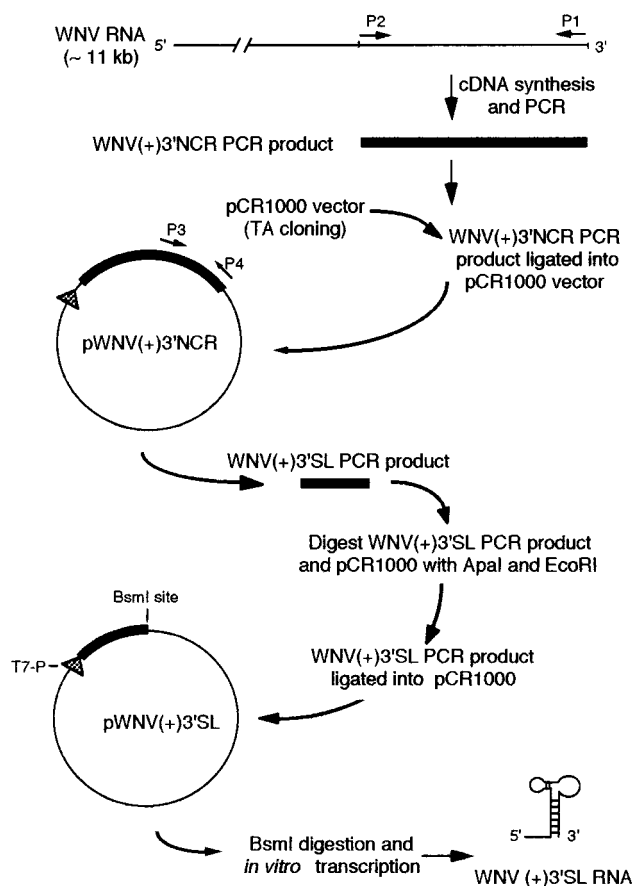 WNV RNA
(~ 11 kb)
5'
P2
P1
3'
cDNA synthesis
and PCR
WNV(+)3'NCR PCR product
pCR1000 vector
(TA cloning)
WNV(+)3'NCR PCR
product ligated into
pCR1000 vector
P3
P4
pWNV(+)3'NCR
WNV(+)3'SL PCR product
Digest WNV(+)3'SL PCR product
and pCR1000 with ApaI and EcoRI
BsmI site
T7-P
WNV(+)3'SL PCR product
ligated into pCR1000
pWNV(+)3'SL
BsmI digestion and
in vitro transcription
5'
3'
WNV (+)3'SL RNA